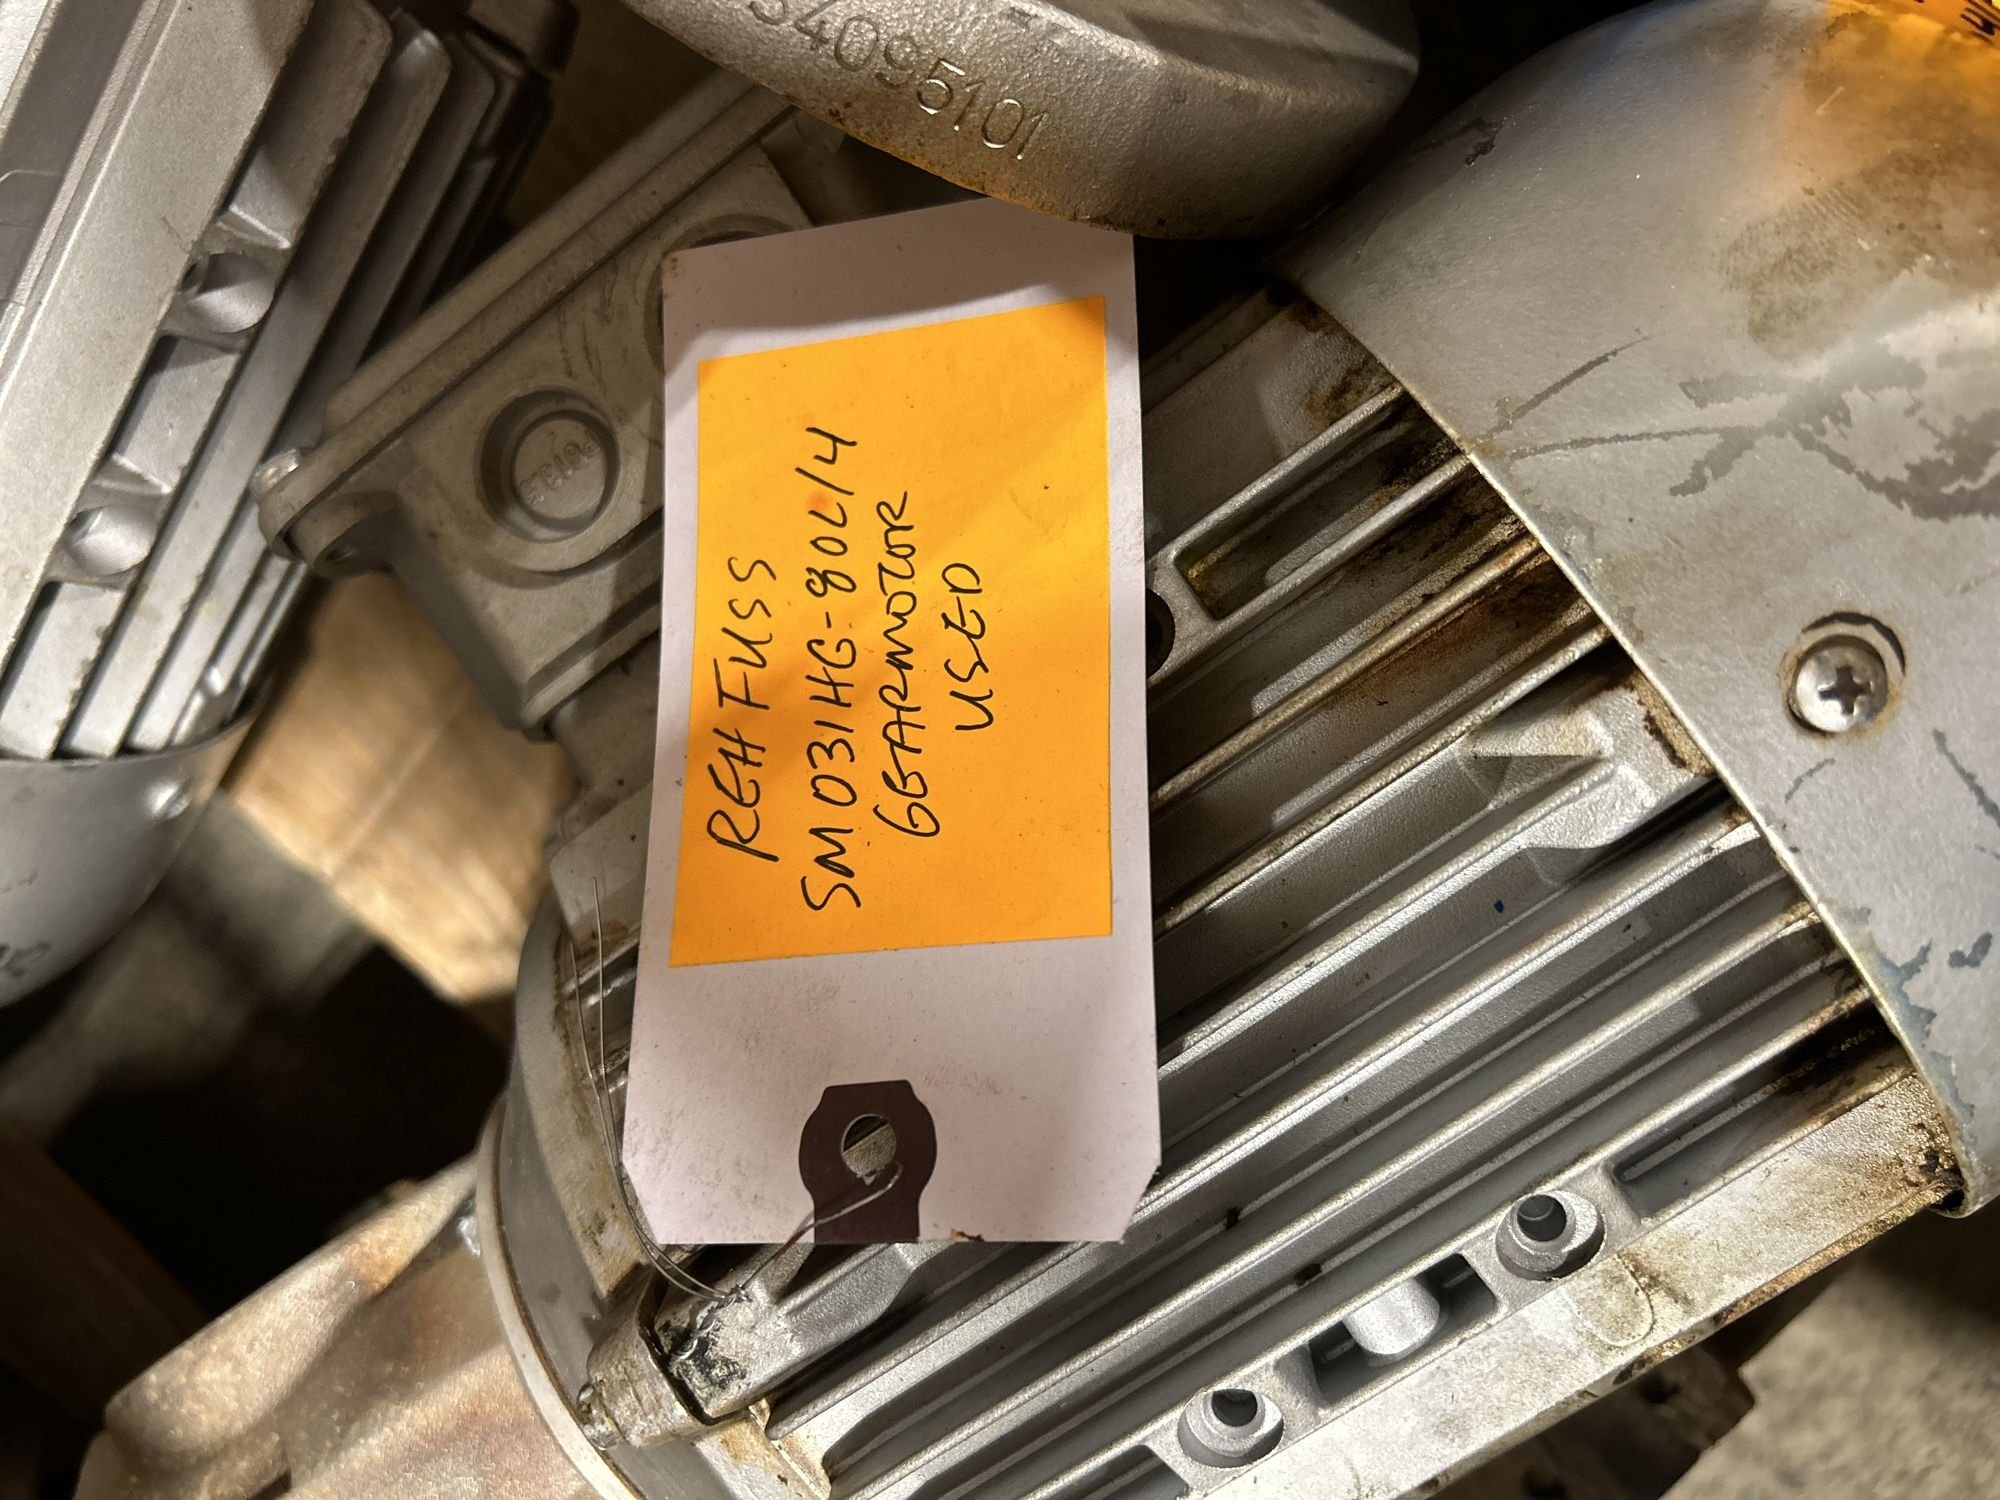 34095101
REHFUSS
SM031HG-80L/4
GEARMOTOR
USED